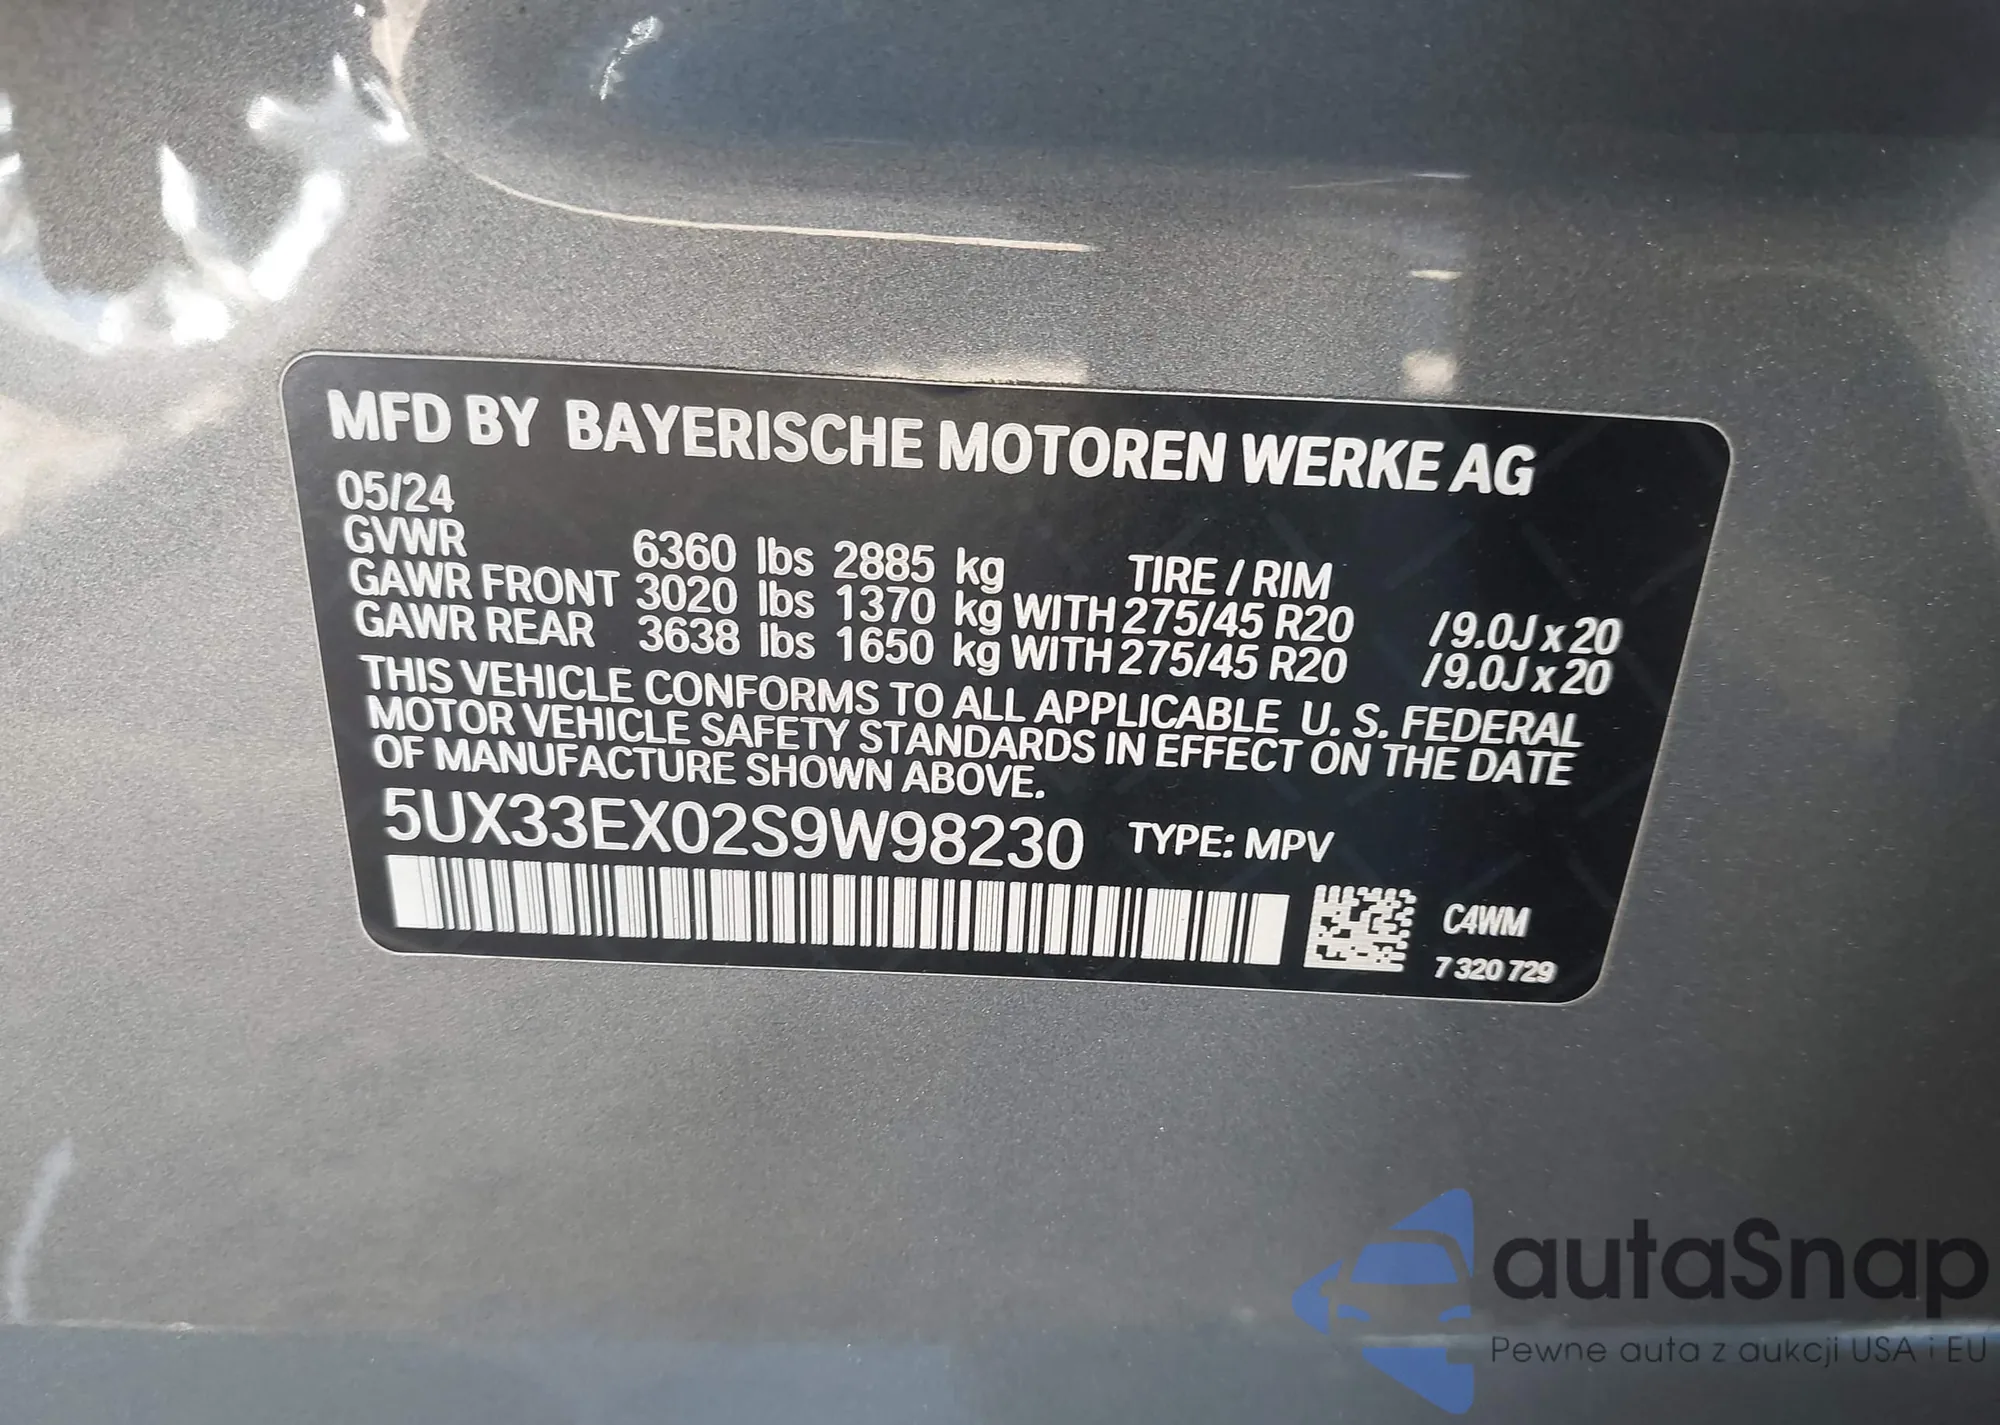 MFD BY BAYERISCHE MOTOREN WERKE AG
05/24
GVWR 6360 lbs 2885 kg TIRE / RIM
GAWR FRONT 3020 lbs 1370 kg WITH 275/45 R20 / 9.0J x 20
GAWR REAR 3638 lbs 1650 kg WITH 275/45 R20 / 9.0J x 20
THIS VEHICLE CONFORMS TO ALL APPLICABLE U. S. FEDERAL
MOTOR VEHICLE SAFETY STANDARDS IN EFFECT ON THE DATE
OF MANUFACTURE SHOWN ABOVE.
5UX33EX02S9W98230 TYPE: MPV
C4WM
7 320 729
autaSnap
Pewne auta z aukcji USA i EU